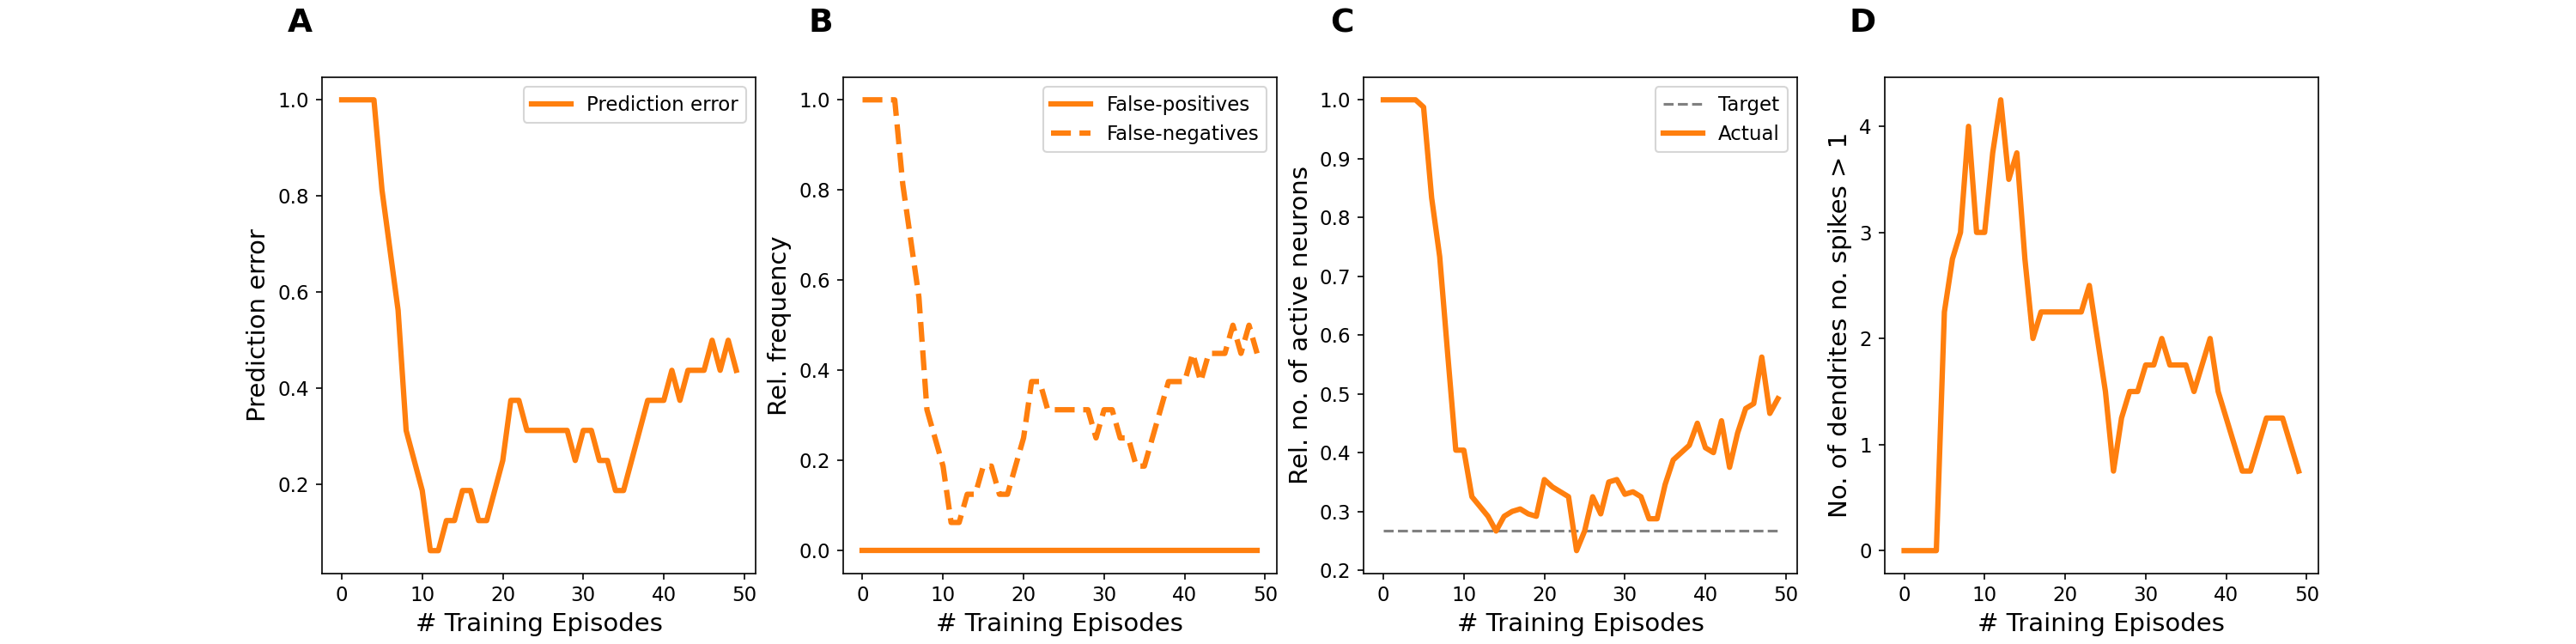 A
Prediction error
1.0
0.8
0.6
0.4
0.2
0
10
20
30
40
50
# Training Episodes
Prediction error
B
False-positives
False-negatives
1.0
0.8
0.6
0.4
0.2
0.0
0
10
20
30
40
50
# Training Episodes
Rel. frequency
C
Target
Actual
1.0
0.9
0.8
0.7
0.6
0.5
0.4
0.3
0.2
0
10
20
30
40
50
# Training Episodes
Rel. no. of active neurons
D
4
3
2
1
0
0
10
20
30
40
50
# Training Episodes
No. of dendrites no. spikes > 1